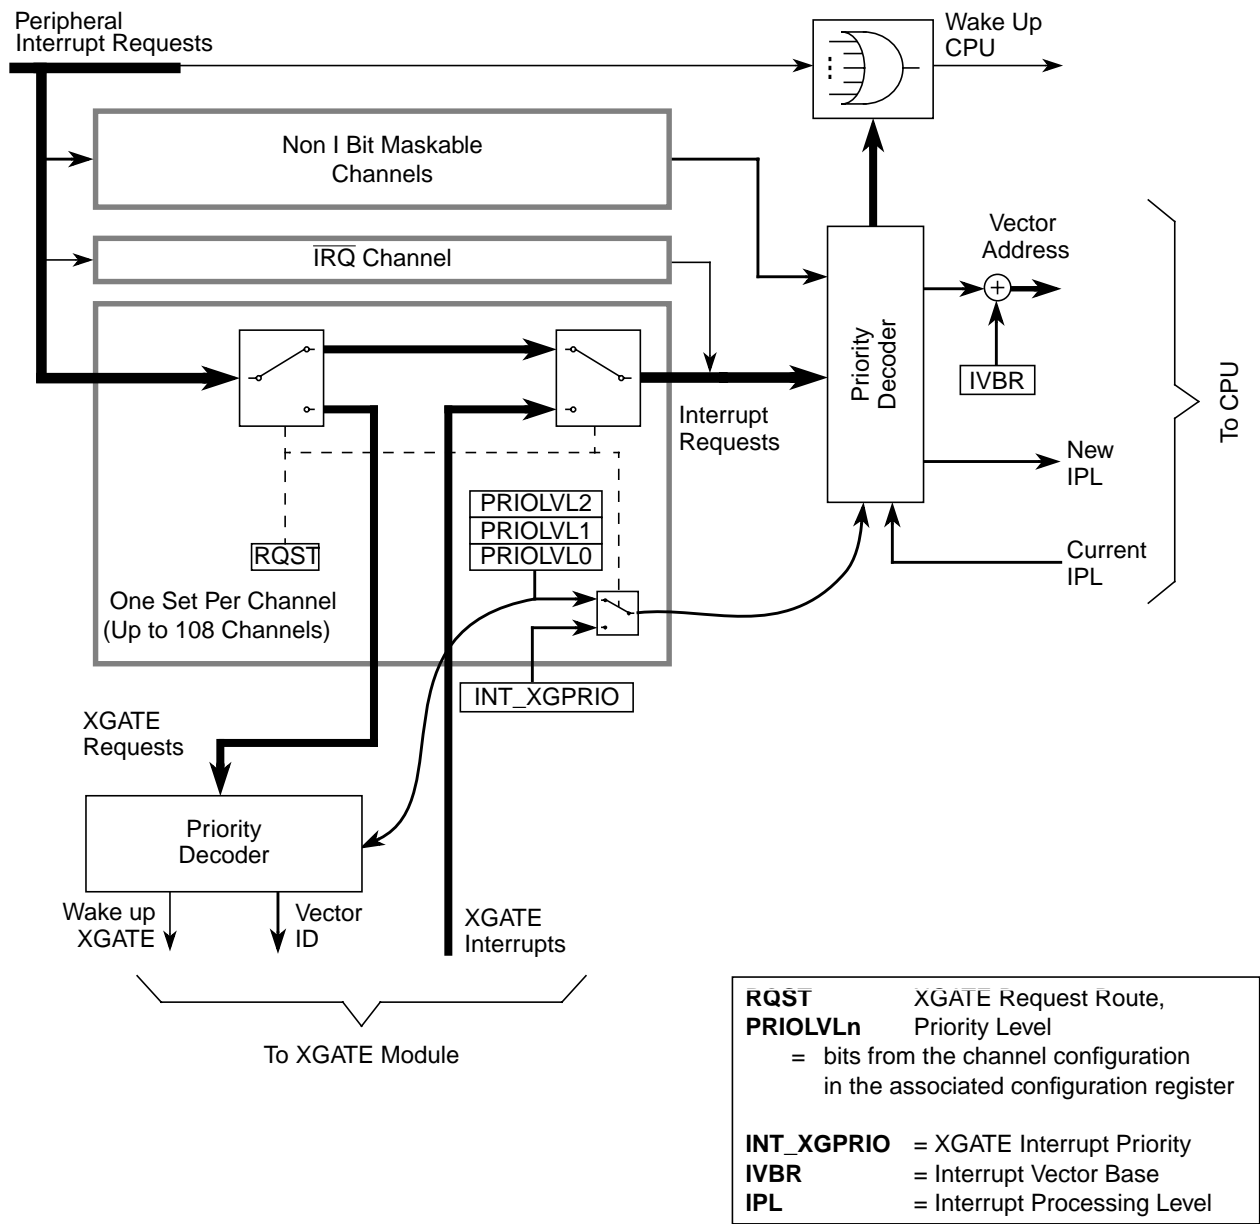 Peripheral
Interrupt Requests
Wake Up
CPU
Non I Bit Maskable
Channels
IRQ Channel
Vector
Address
Priority
Decoder
IVBR
To CPU
Interrupt
Requests
New
IPL
PRIOLVL2
PRIOLVL1
PRIOLVL0
RQST
Current
IPL
One Set Per Channel
(Up to 108 Channels)
INT_XGPRIO
XGATE
Requests
Priority
Decoder
Wake up
XGATE
Vector
ID
XGATE
Interrupts
To XGATE Module
RQST XGATE Request Route,
PRIOLVLn Priority Level
= bits from the channel configuration
in the associated configuration register
INT_XGPRIO = XGATE Interrupt Priority
IVBR = Interrupt Vector Base
IPL = Interrupt Processing Level